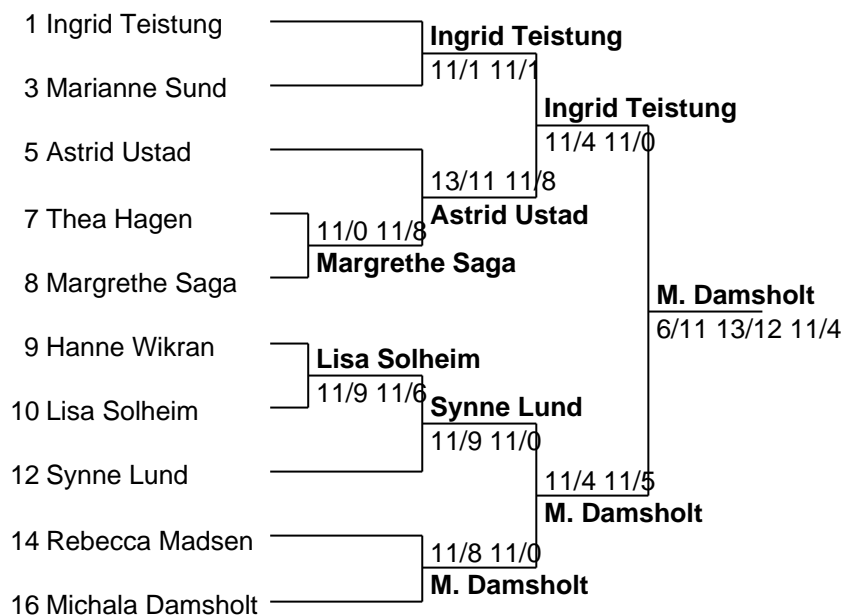 1 Ingrid Teistung
Ingrid Teistung
11/1 11/1
3 Marianne Sund
Ingrid Teistung
11/4 11/0
5 Astrid Ustad
13/11 11/8
Astrid Ustad
7 Thea Hagen
11/0 11/8
Margrethe Saga
8 Margrethe Saga
M. Damsholt
6/11 13/12 11/4
9 Hanne Wikran
Lisa Solheim
11/9 11/6
10 Lisa Solheim
Synne Lund
11/9 11/0
12 Synne Lund
11/4 11/5
M. Damsholt
14 Rebecca Madsen
11/8 11/0
M. Damsholt
16 Michala Damsholt